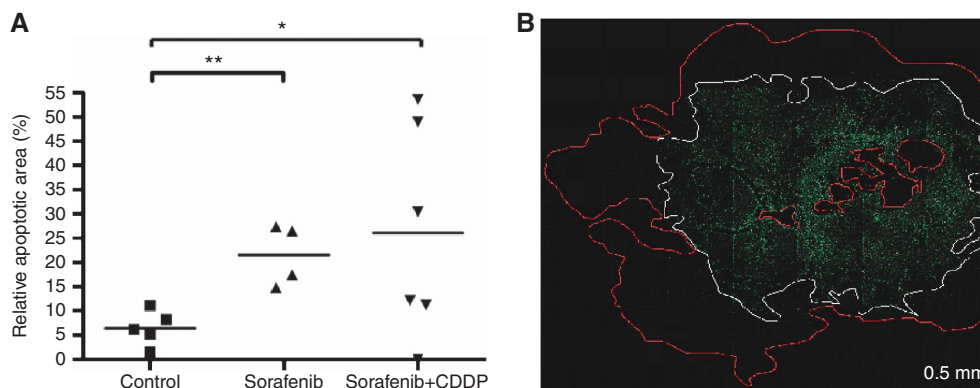 A
B
*
**
Relative apoptotic area (%)
55
50
45
40
35
30
25
20
15
10
5
0
Control Sorafenib Sorafenib+CDDP
0.5 mm